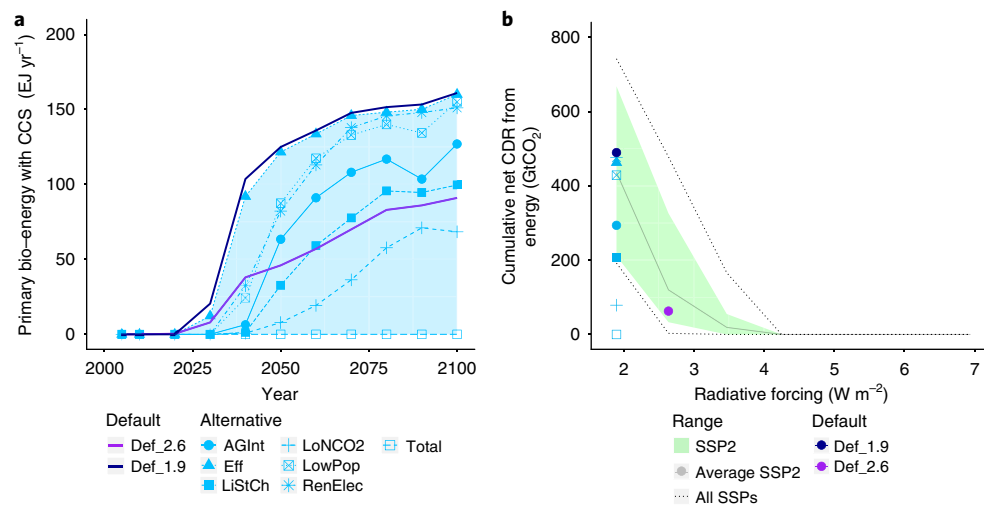 a
Primary bio–energy with CCS (EJ yr⁻¹)
200
150
100
50
0
2000
2025
2050
2075
2100
Year
Default
Def_2.6
Def_1.9
Alternative
AGInt
Eff
LiStCh
LoNCO2
LowPop
RenElec
Total
b
Cumulative net CDR from
energy (GtCO₂)
800
600
400
200
0
2
3
4
5
6
7
Radiative forcing (W m⁻²)
Range
SSP2
Average SSP2
All SSPs
Default
Def_1.9
Def_2.6